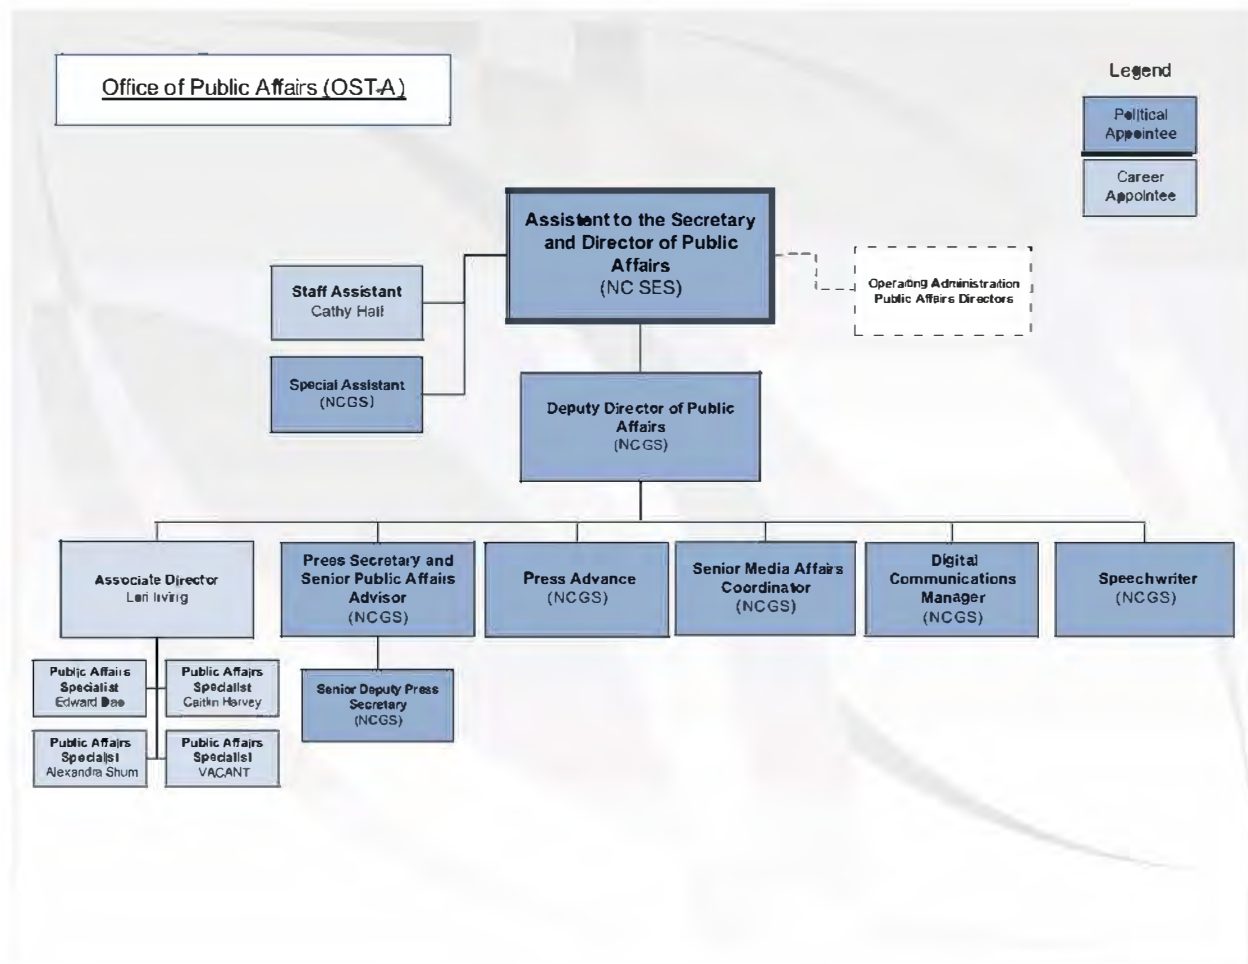 Office of Public Affairs (OST-A)
Legend
Political
Appointee
Career
Appointee
Assistant to the Secretary
and Director of Public
Affairs
(NC SES)
Operating Administration
Public Affairs Directors
Staff Assistant
Cathy Hall
Special Assistant
(NCGS)
Deputy Director of Public
Affairs
(NCGS)
Associate Director
Lori Irving
Press Secretary and
Senior Public Affairs
Advisor
(NCGS)
Press Advance
(NCGS)
Senior Media Affairs
Coordinator
(NCGS)
Digital
Communications
Manager
(NCGS)
Speechwriter
(NCGS)
Public Affairs
Specialist
Edward Dae
Public Affairs
Specialist
Caitlin Harvey
Senior Deputy Press
Secretary
(NCGS)
Public Affairs
Specialist
Alexandra Shum
Public Affairs
Specialist
VACANT